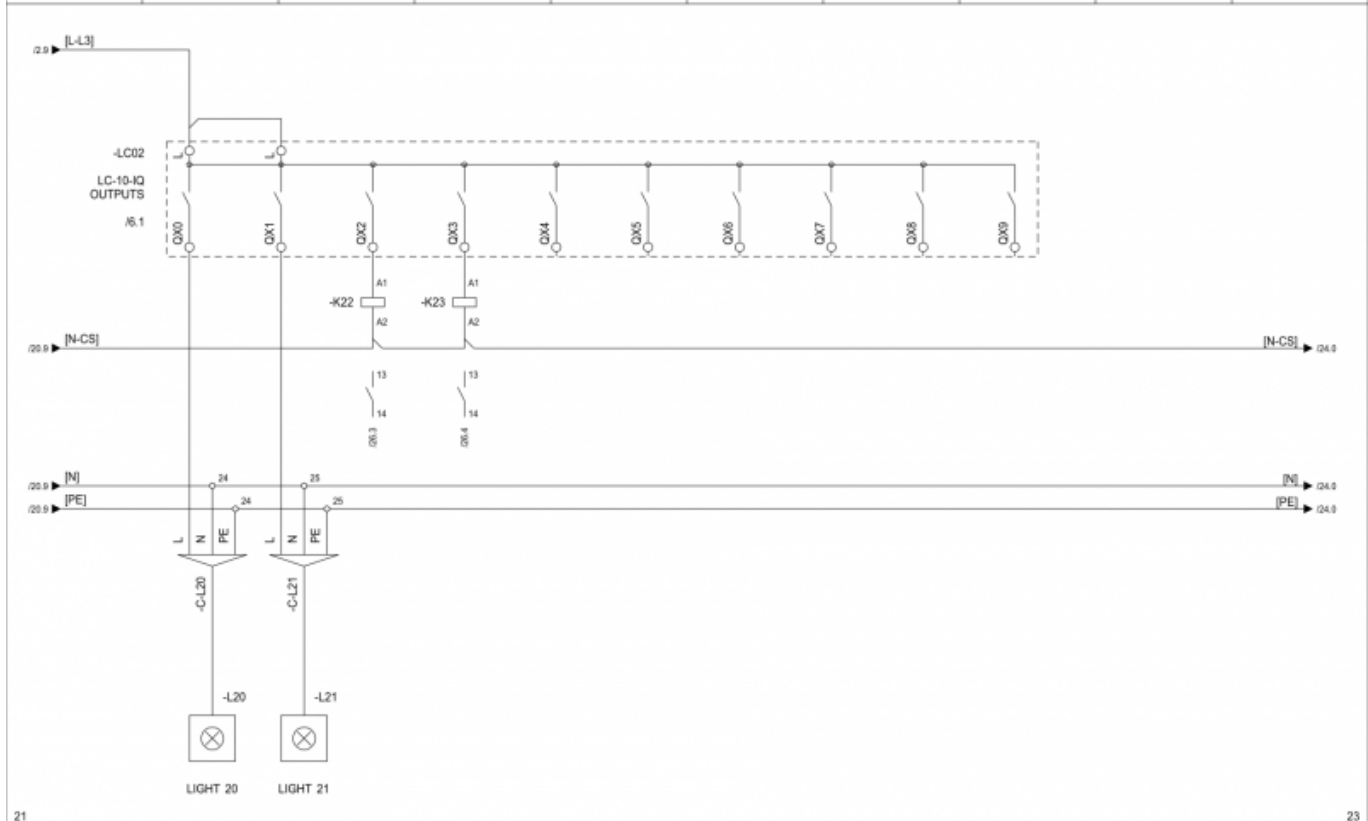 [L-L3]
/2.9
-LC02
L
L
LC-10-IQ
OUTPUTS
/6.1
QX0
QX1
QX2
QX3
QX4
QX5
QX6
QX7
QX8
QX9
A1
A1
-K22
-K23
A2
A2
[N-CS]
[N-CS]
/20.9
/24.0
13
13
14
14
/26.3
/26.4
[N]
24
25
[N]
/20.9
/24.0
[PE]
24
25
[PE]
/20.9
/24.0
L
N
PE
L
N
PE
-C-L20
-C-L21
-L20
-L21
LIGHT 20
LIGHT 21
21
23